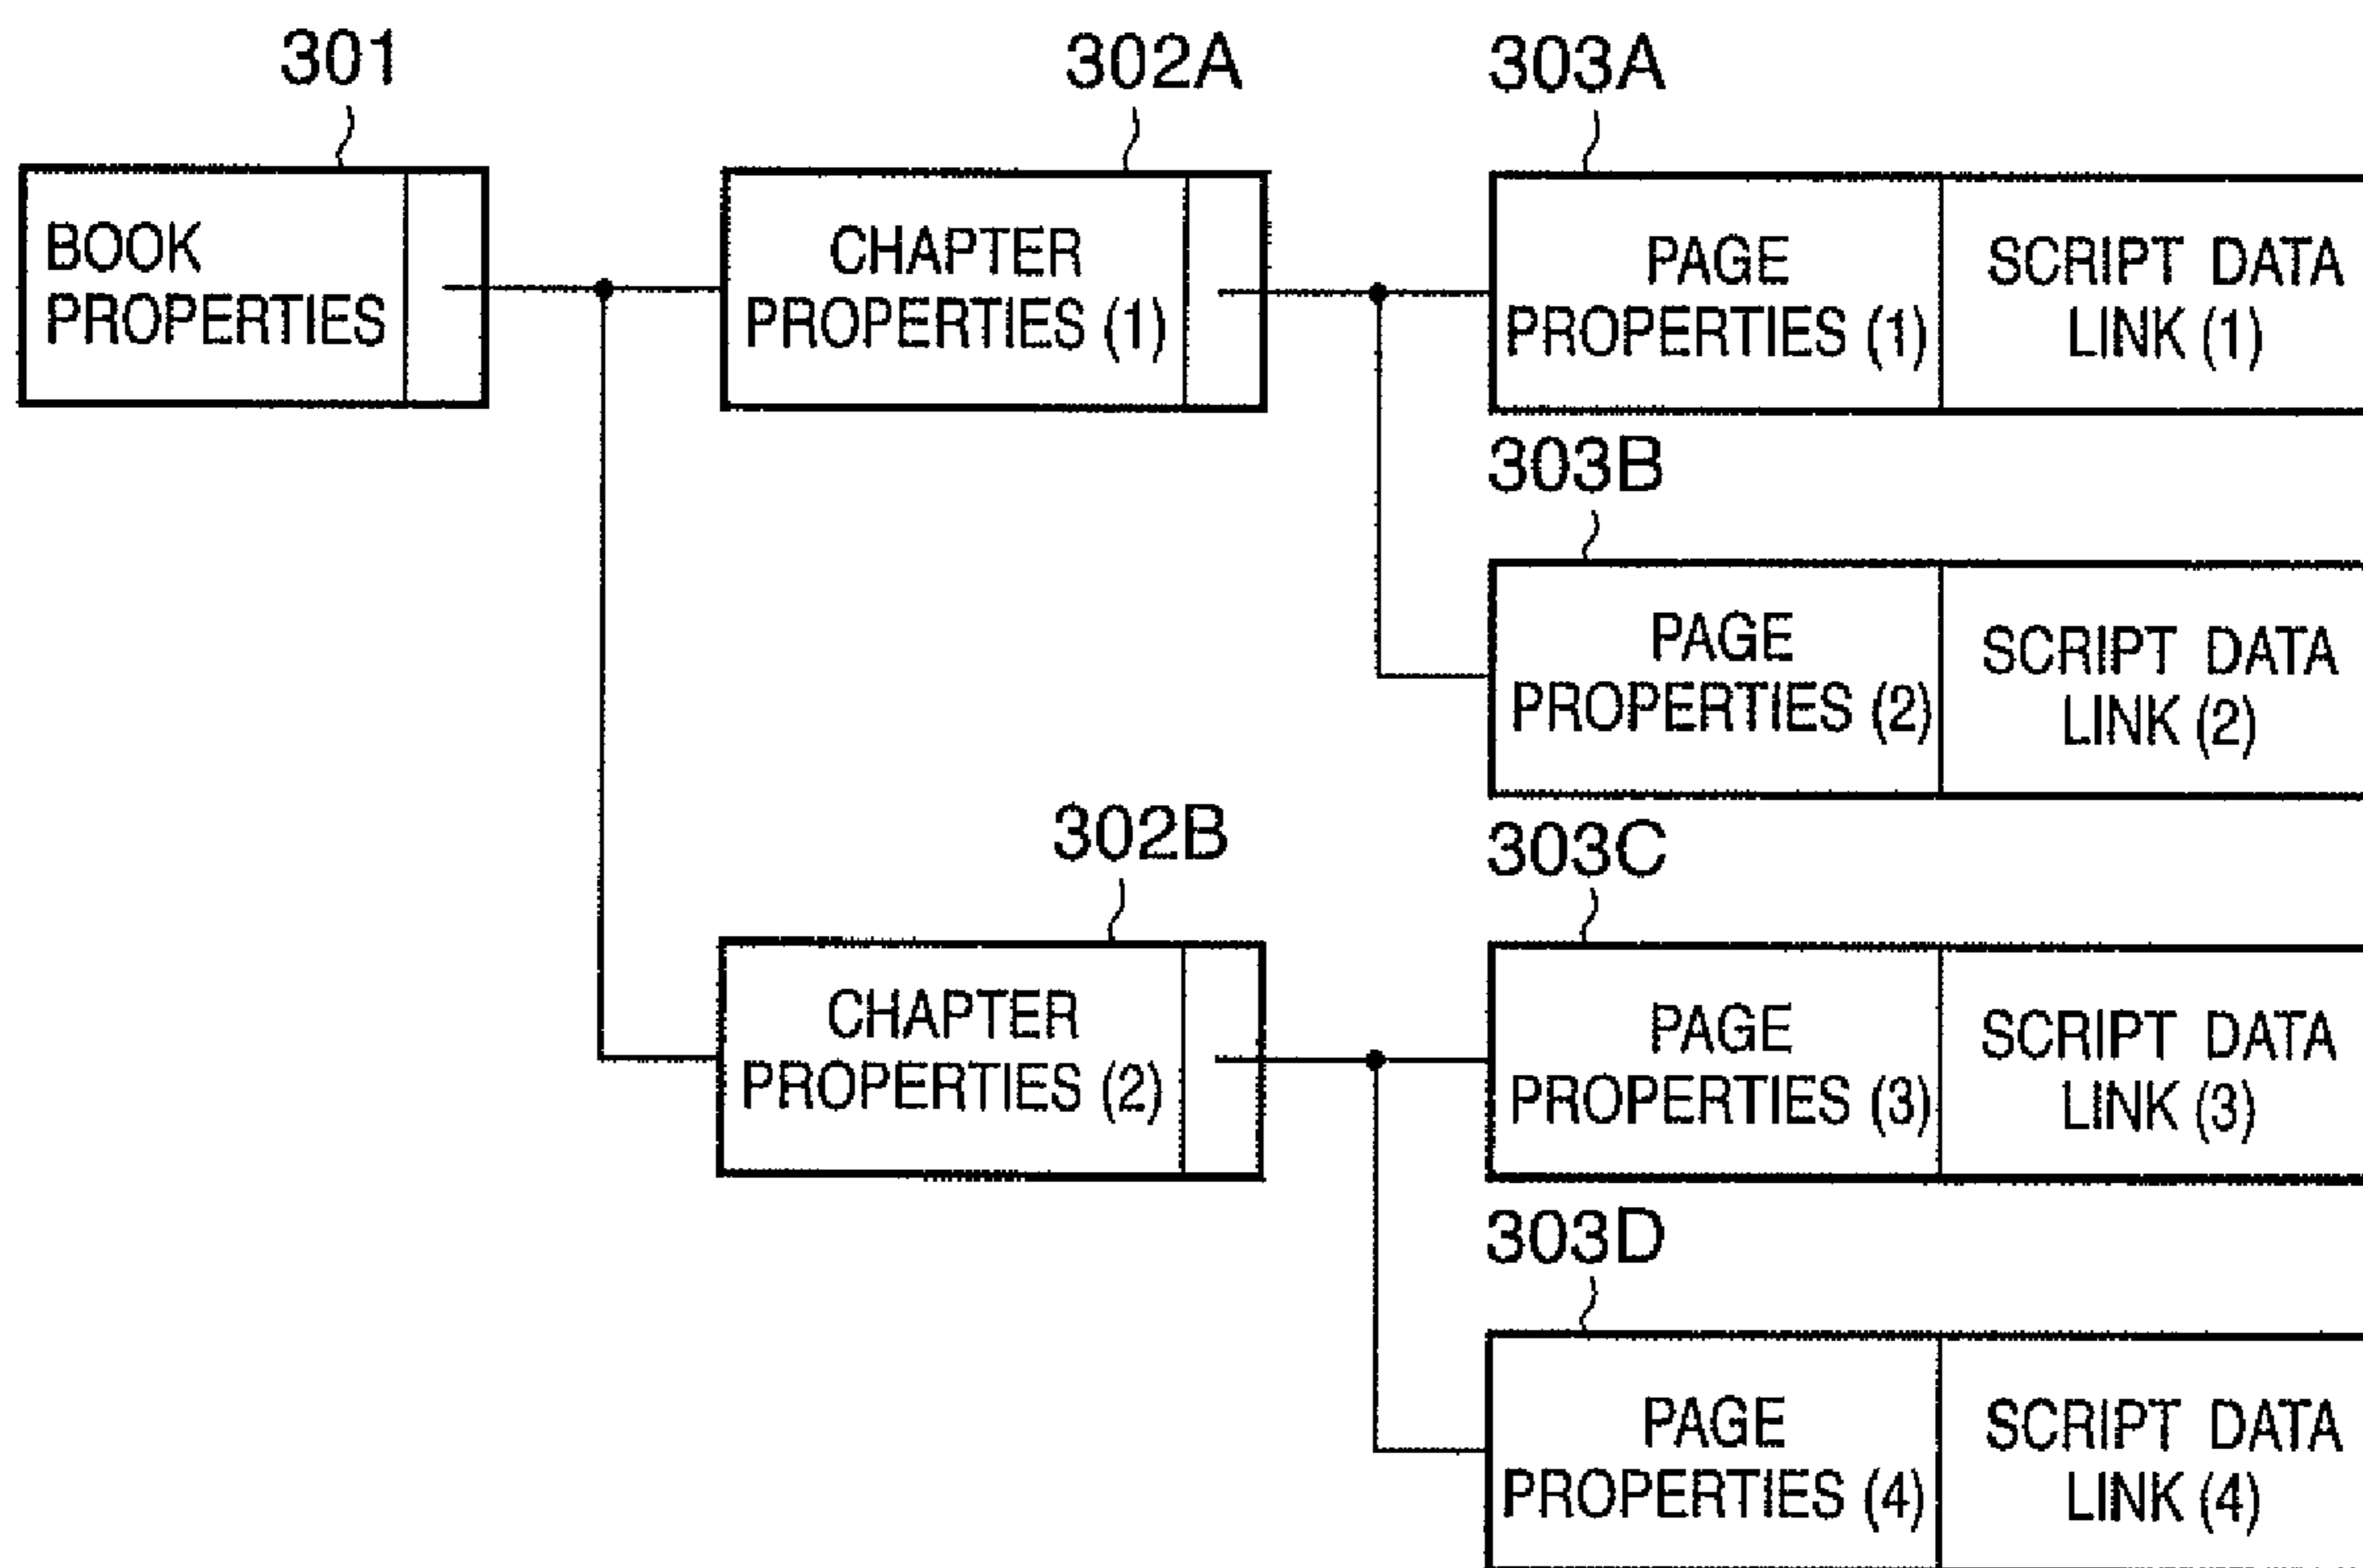 301
302A
303A
BOOK
PROPERTIES
CHAPTER
PROPERTIES (1)
PAGE
PROPERTIES (1)
SCRIPT DATA
LINK (1)
303B
PAGE
PROPERTIES (2)
SCRIPT DATA
LINK (2)
302B
303C
CHAPTER
PROPERTIES (2)
PAGE
PROPERTIES (3)
SCRIPT DATA
LINK (3)
303D
PAGE
PROPERTIES (4)
SCRIPT DATA
LINK (4)